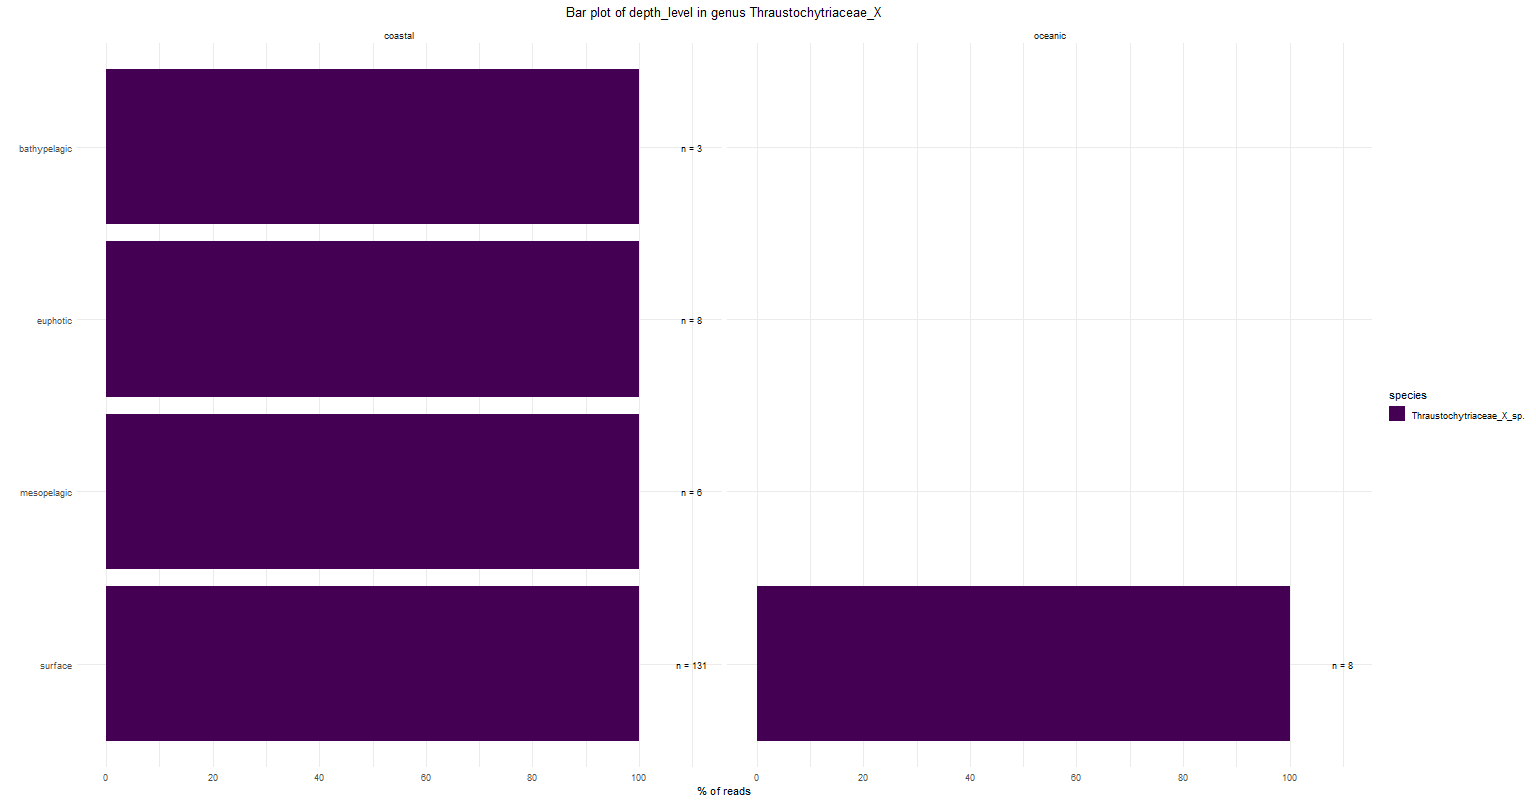 Bar plot of depth_level in genus Thraustochytriaceae_X
coastal
oceanic
bathypelagic
n = 3
euphotic
n = 8
mesopelagic
n = 6
surface
n = 131
n = 8
0 20 40 60 80 100
0 20 40 60 80 100
% of reads
species
Thraustochytriaceae_X_sp.